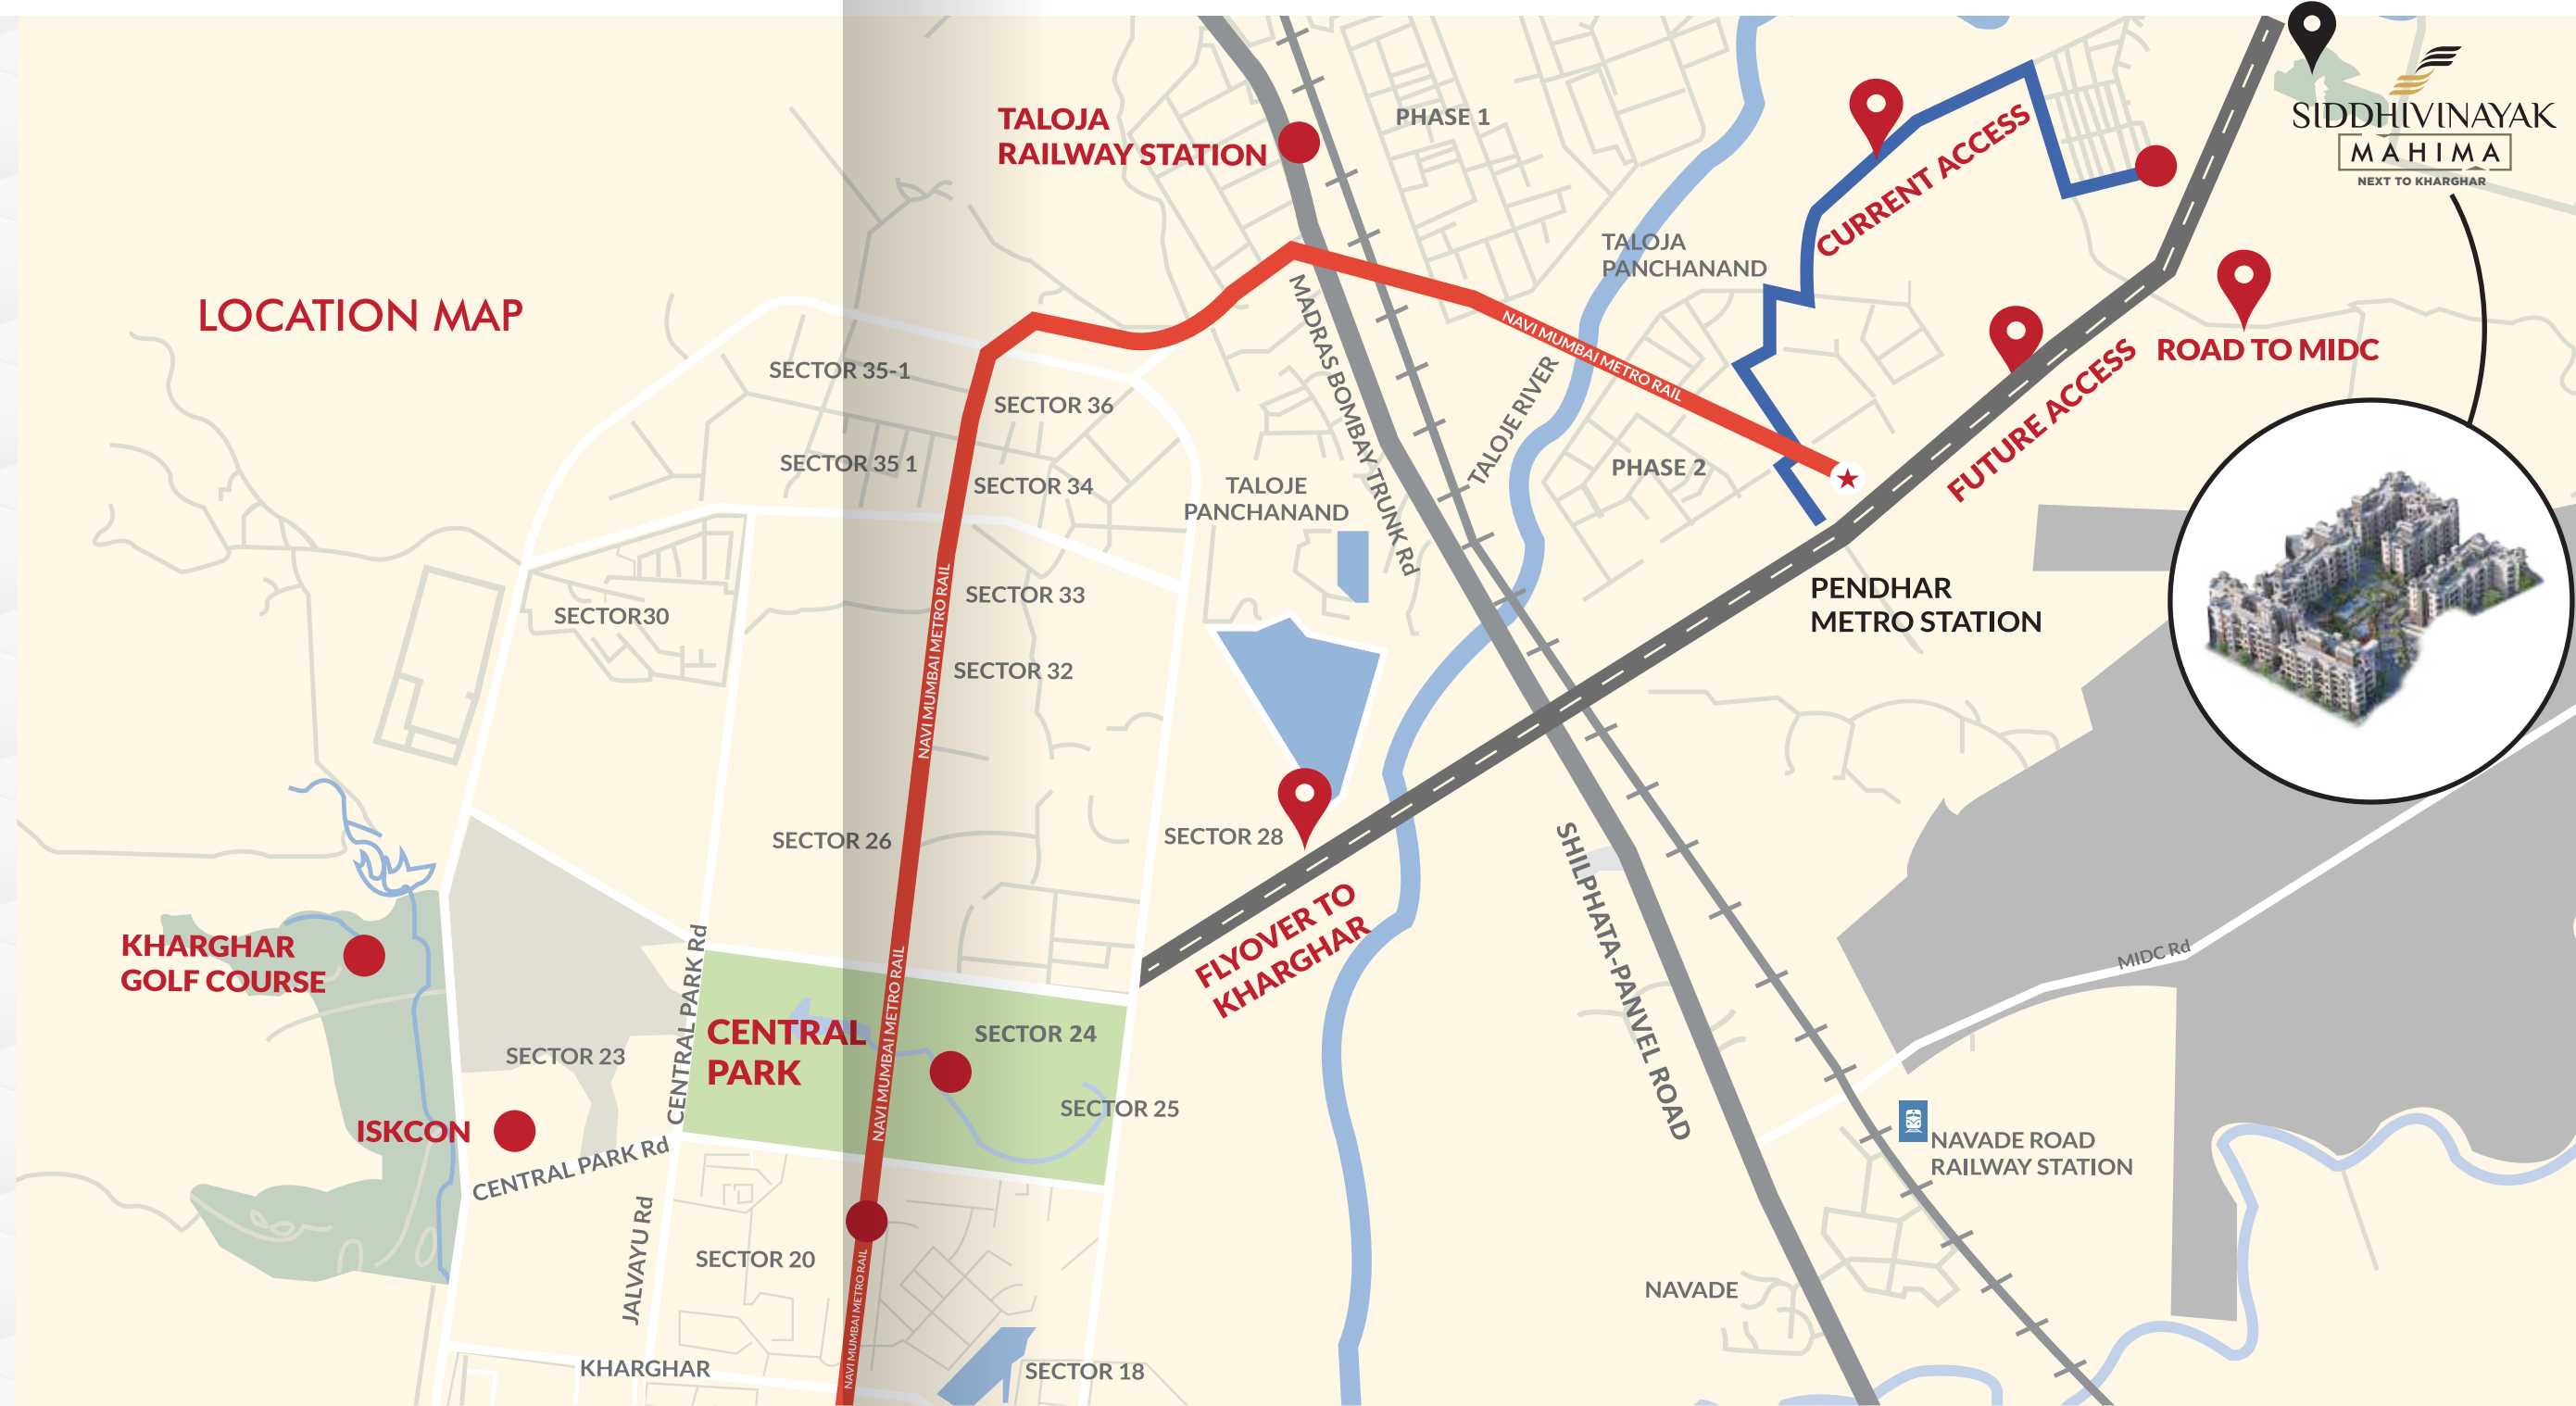 SIDDHIVINAYAK
MAHIMA
NEXT TO KHARGHAR
TALOJA
RAILWAY STATION
PHASE 1
CURRENT ACCESS
TALOJA
PANCHANAND
LOCATION MAP
NAVI MUMBAI METRO RAIL
MADRAS BOMBAY TRUNK Rd
TALOJE RIVER
FUTURE ACCESS
ROAD TO MIDC
SECTOR 35-1
SECTOR 36
SECTOR 35 1
SECTOR 34
PHASE 2
TALOJE
PANCHANAND
PENDHAR
METRO STATION
SECTOR30
SECTOR 33
NAVI MUMBAI METRO RAIL
SECTOR 32
SECTOR 26
SECTOR 28
FLYOVER TO
KHARGHAR
SHILPHATA-PANVEL ROAD
MIDC Rd
KHARGHAR
GOLF COURSE
CENTRAL PARK Rd
CENTRAL
PARK
NAVI MUMBAI METRO RAIL
SECTOR 24
SECTOR 23
SECTOR 25
ISKCON
CENTRAL PARK Rd
NAVADE ROAD
RAILWAY STATION
JALVAYU Rd
SECTOR 20
NAVI MUMBAI METRO RAIL
NAVADE
KHARGHAR
SECTOR 18